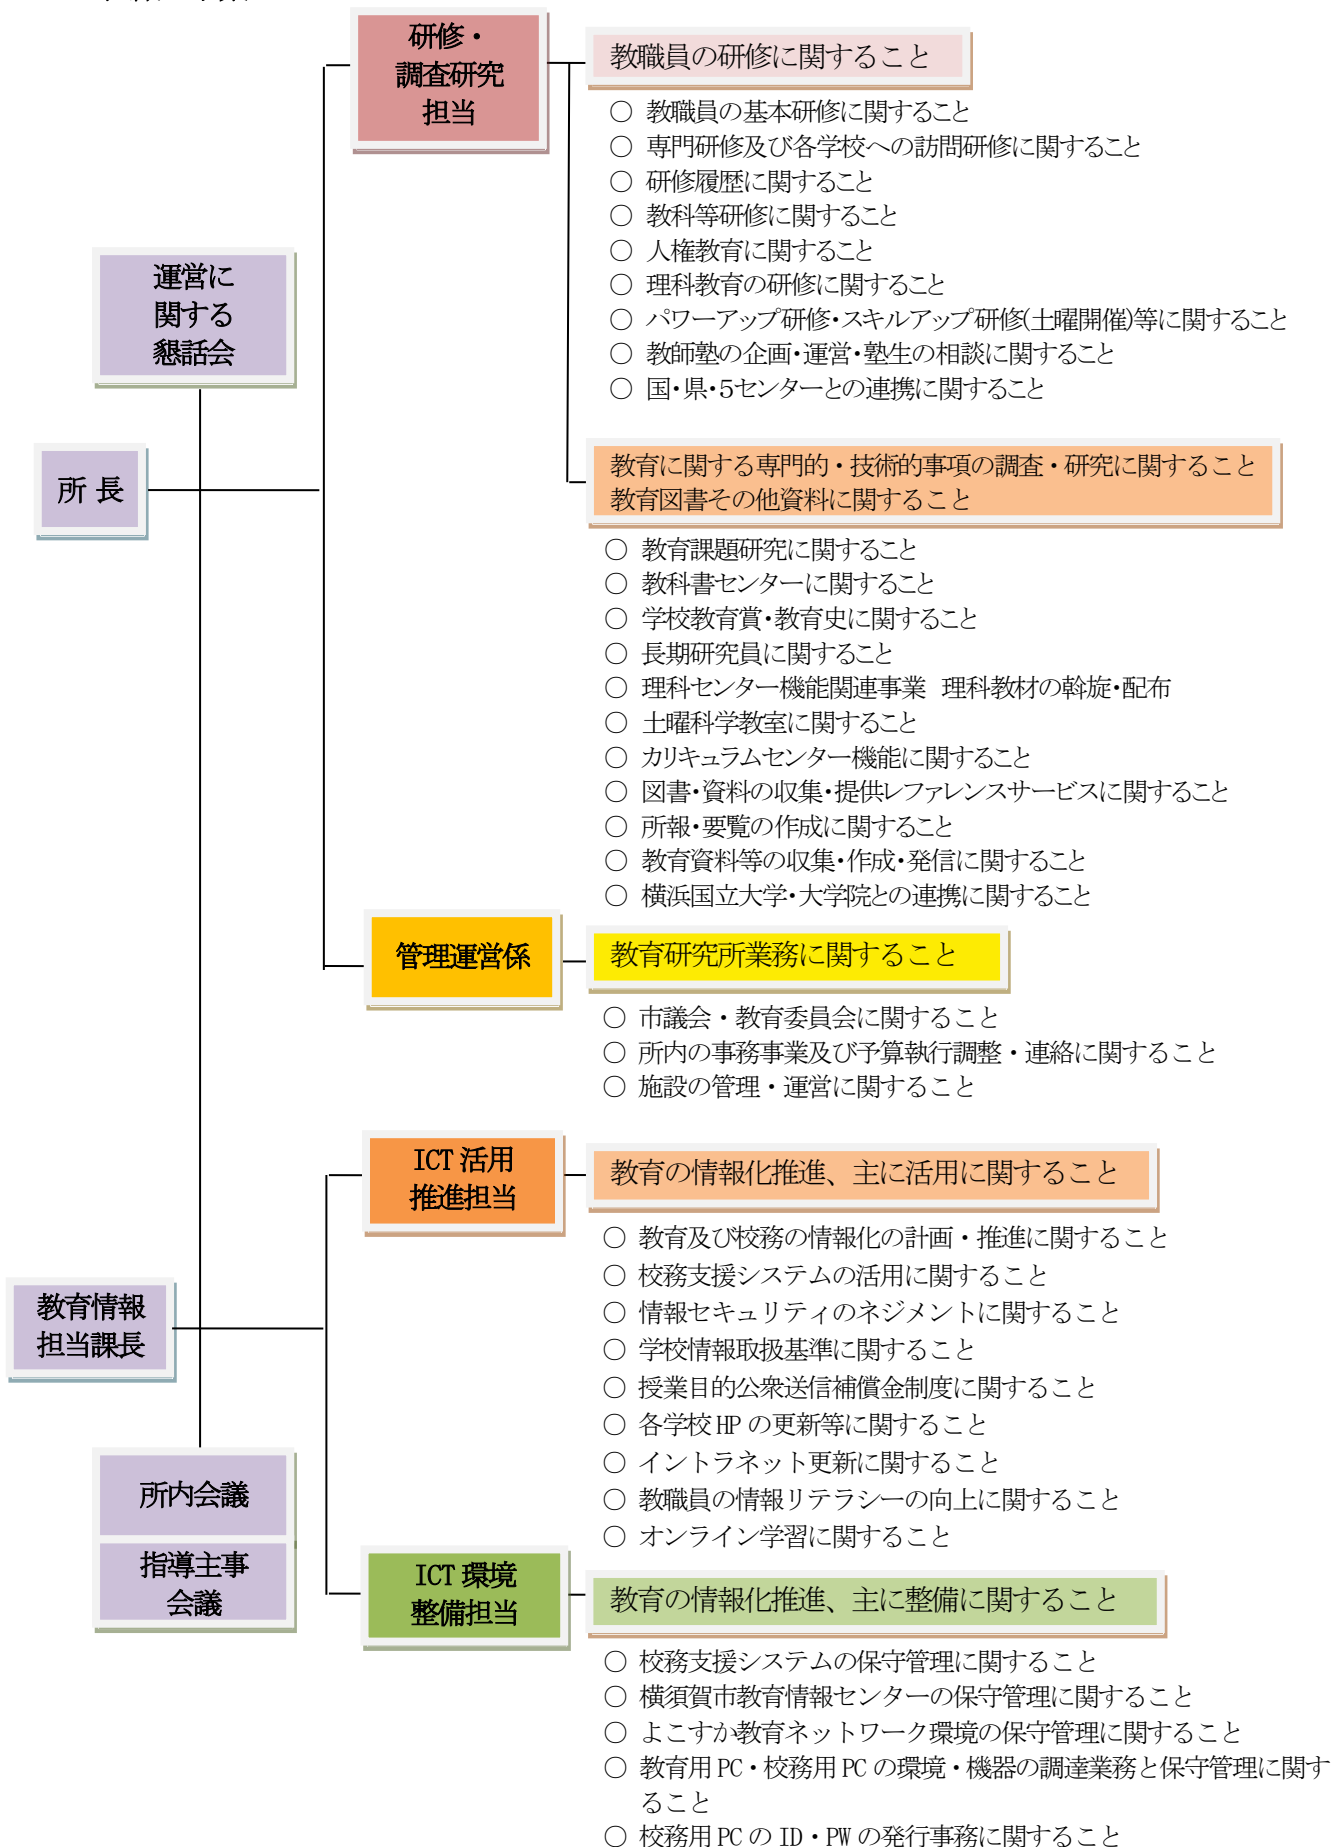 研修・
調査研究
担当
教職員の研修に関すること
○ 教職員の基本研修に関すること
○ 専門研修及び各学校への訪問研修に関すること
○ 研修履歴に関すること
○ 教科等研修に関すること
○ 人権教育に関すること
○ 理科教育の研修に関すること
○ パワーアップ研修・スキルアップ研修(土曜開催)等に関すること
○ 教師塾の企画・運営・塾生の相談に関すること
○ 国・県・5センターとの連携に関すること
運営に
関する
懇話会
所 長
教育に関する専門的・技術的事項の調査・研究に関すること
教育図書その他資料に関すること
○ 教育課題研究に関すること
○ 教科書センターに関すること
○ 学校教育賞・教育史に関すること
○ 長期研究員に関すること
○ 理科センター機能関連事業 理科教材の斡旋・配布
○ 土曜科学教室に関すること
○ カリキュラムセンター機能に関すること
○ 図書・資料の収集・提供レファレンスサービスに関すること
○ 所報・要覧の作成に関すること
○ 教育資料等の収集・作成・発信に関すること
○ 横浜国立大学・大学院との連携に関すること
管理運営係
教育研究所業務に関すること
○ 市議会・教育委員会に関すること
○ 所内の事務事業及び予算執行調整・連絡に関すること
○ 施設の管理・運営に関すること
ICT 活用
推進担当
教育の情報化推進、主に活用に関すること
○ 教育及び校務の情報化の計画・推進に関すること
○ 校務支援システムの活用に関すること
○ 情報セキュリティのネジメントに関すること
○ 学校情報取扱基準に関すること
○ 授業目的公衆送信補償金制度に関すること
○ 各学校 HP の更新等に関すること
○ イントラネット更新に関すること
○ 教職員の情報リテラシーの向上に関すること
○ オンライン学習に関すること
教育情報
担当課長
所内会議
指導主事
会議
ICT 環境
整備担当
教育の情報化推進、主に整備に関すること
○ 校務支援システムの保守管理に関すること
○ 横須賀市教育情報センターの保守管理に関すること
○ よこすか教育ネットワーク環境の保守管理に関すること
○ 教育用 PC・校務用 PC の環境・機器の調達業務と保守管理に関す
ること
○ 校務用 PC の ID・PW の発行事務に関すること